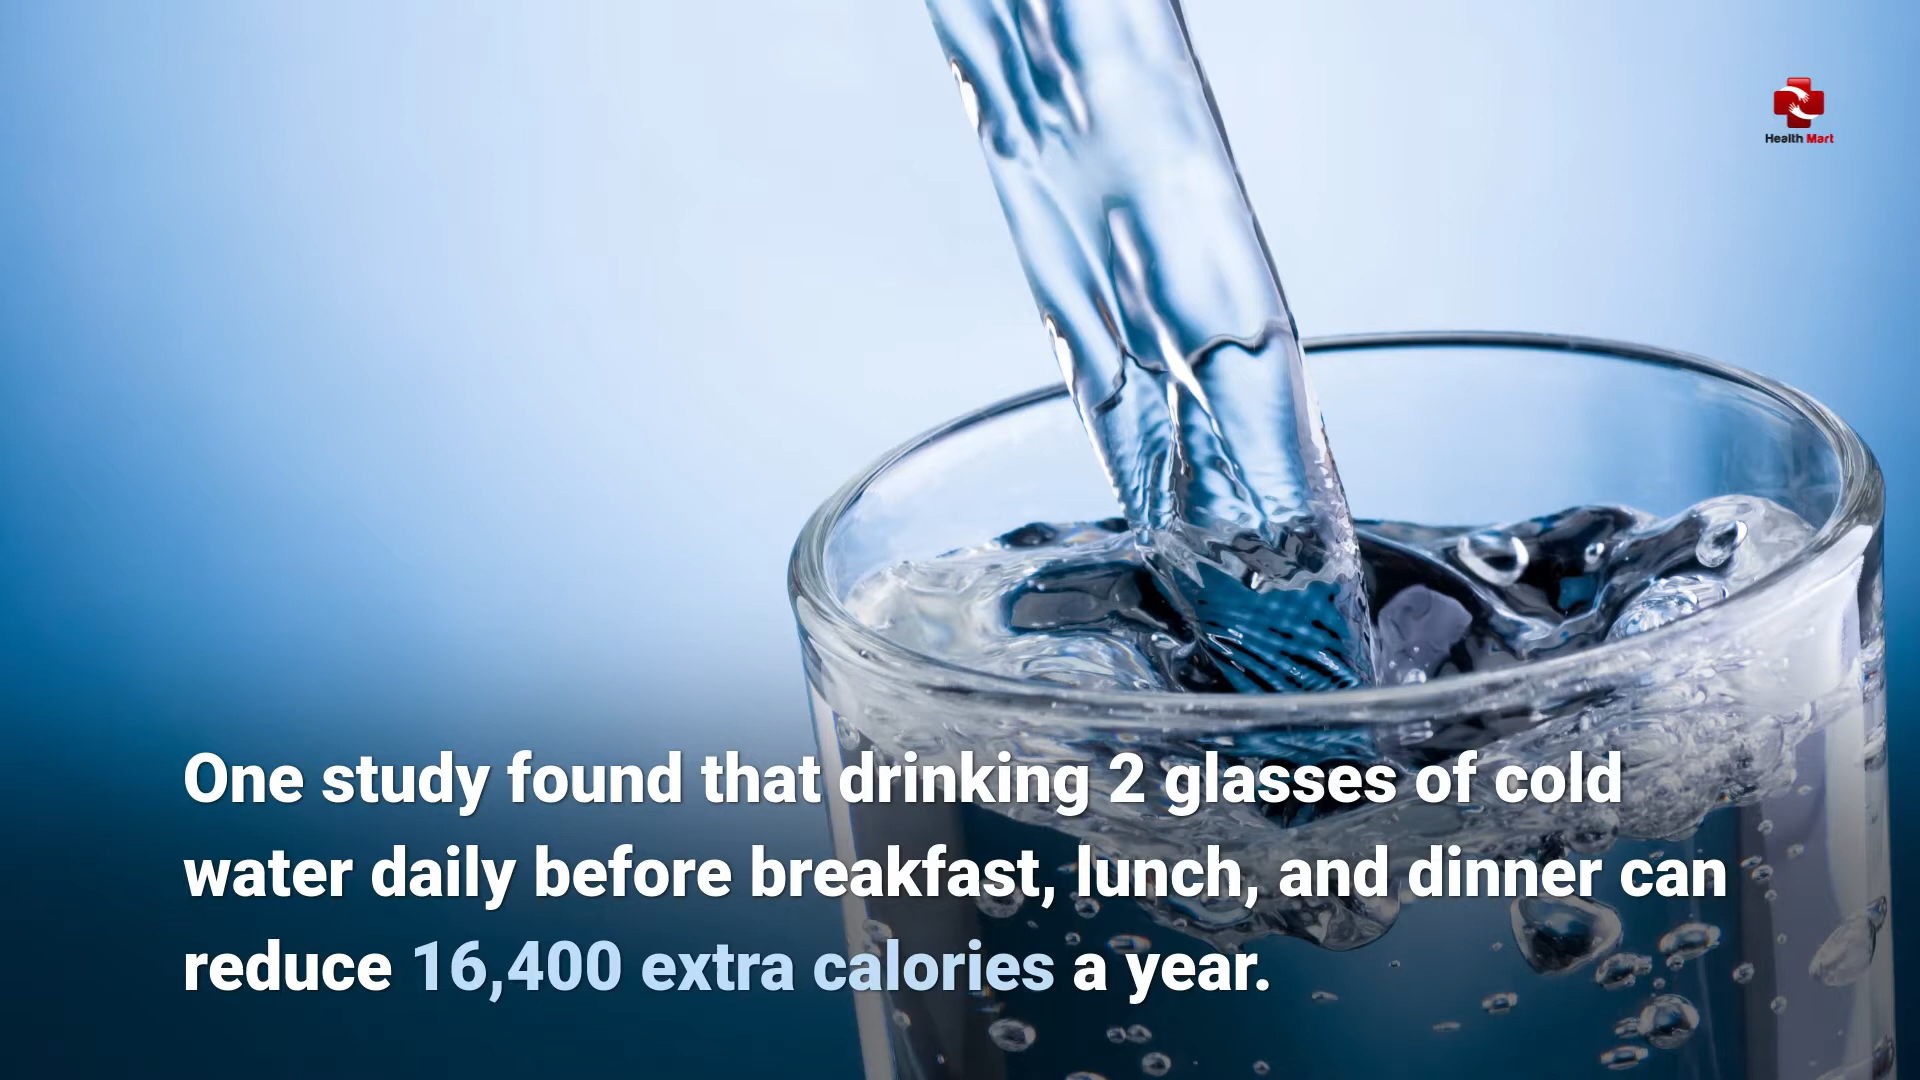 Health Mart
One study found that drinking 2 glasses of cold
water daily before breakfast, lunch, and dinner can
reduce 16,400 extra calories a year.